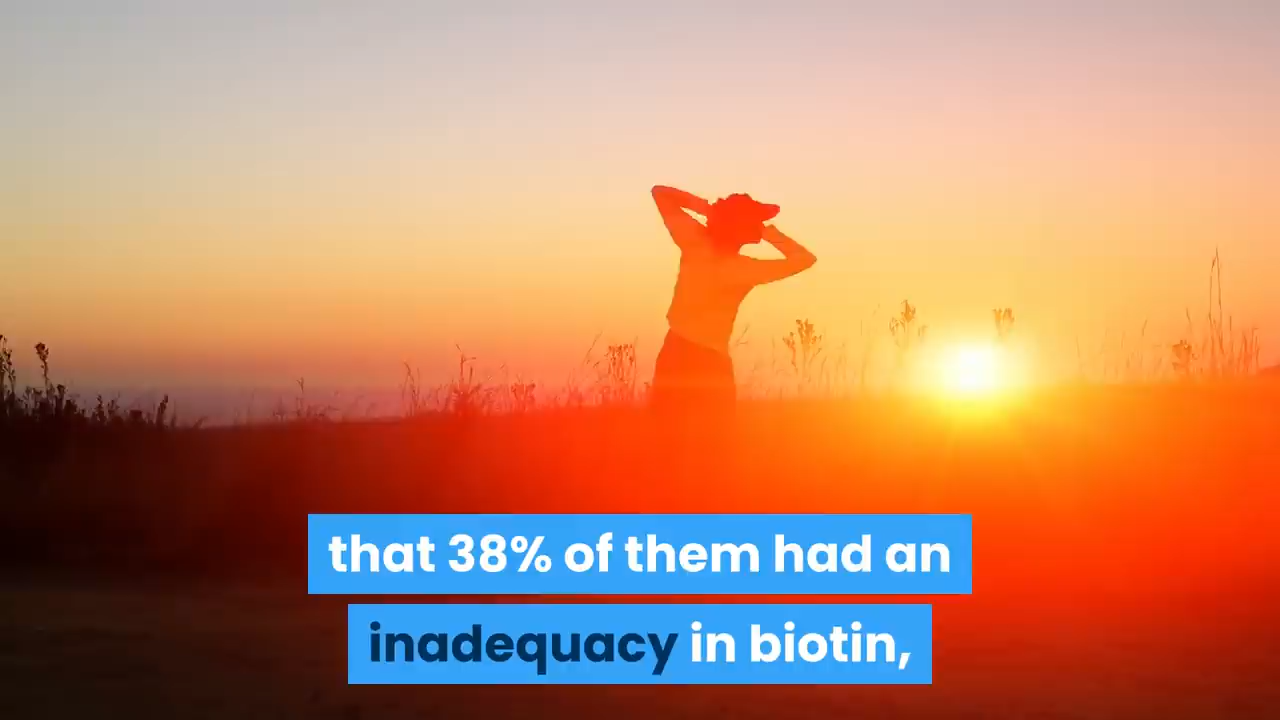 that 38% of them had an
inadequacy in biotin,